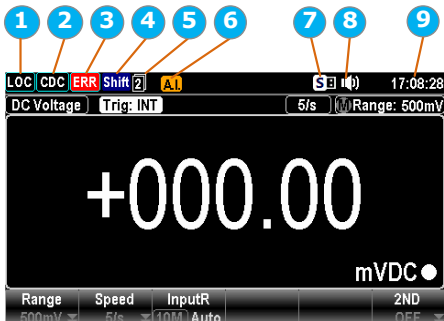 1 2 3 4 5 6 7 8 9
LOC CDC ERR Shift 2 A.I. S 17:08:28
DC Voltage Trig: INT 5/s M Range: 500mV
+000.00
mVDC
Range Speed InputR 2ND
500mV 5/s 10M Auto OFF